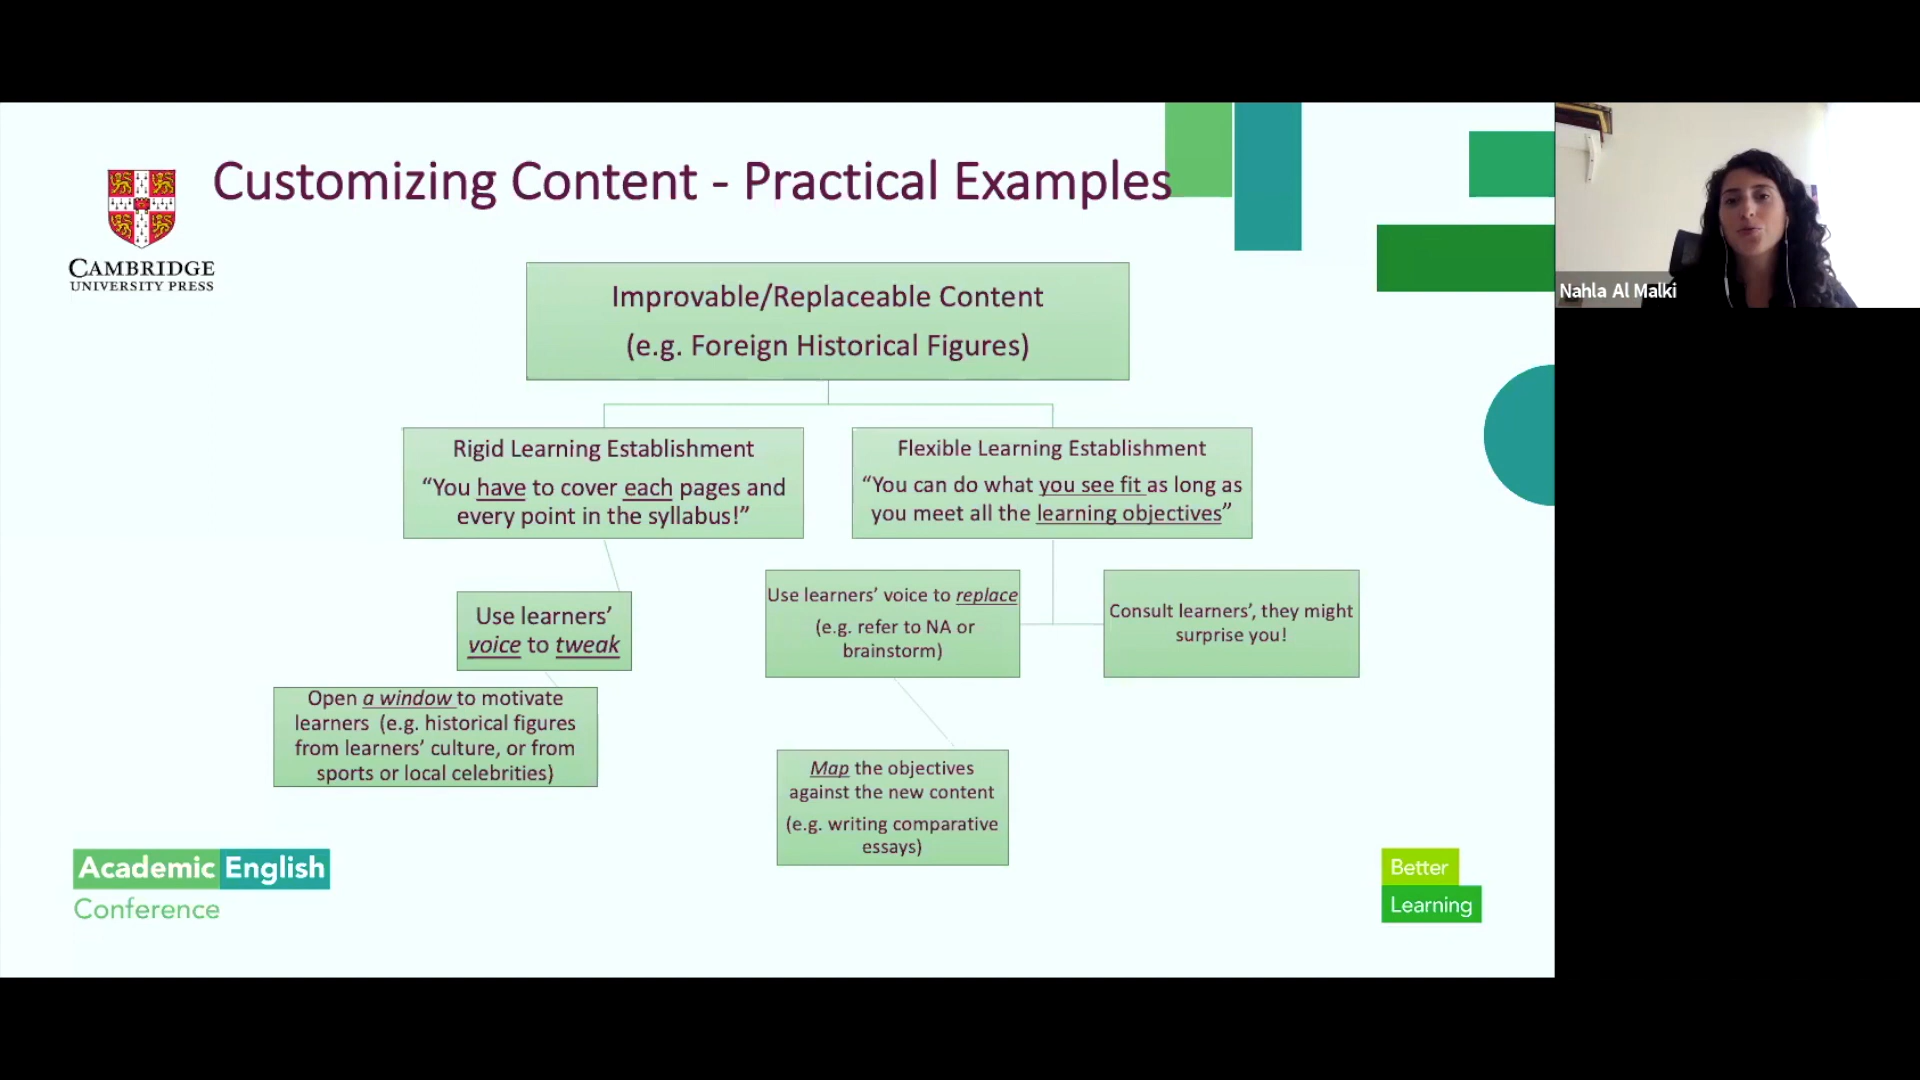 Customizing Content - Practical Examples
CAMBRIDGE
UNIVERSITY PRESS
Nahla Al Malki
Improvable/Replaceable Content
(e.g. Foreign Historical Figures)
Rigid Learning Establishment
“You have to cover each pages and
every point in the syllabus!”
Flexible Learning Establishment
“You can do what you see fit as long as
you meet all the learning objectives”
Use learners’
voice to tweak
Open a window to motivate
learners (e.g. historical figures
from learners’ culture, or from
sports or local celebrities)
Use learners’ voice to replace
(e.g. refer to NA or
brainstorm)
Consult learners’, they might
surprise you!
Map the objectives
against the new content
(e.g. writing comparative
essays)
Academic English
Conference
Better
Learning